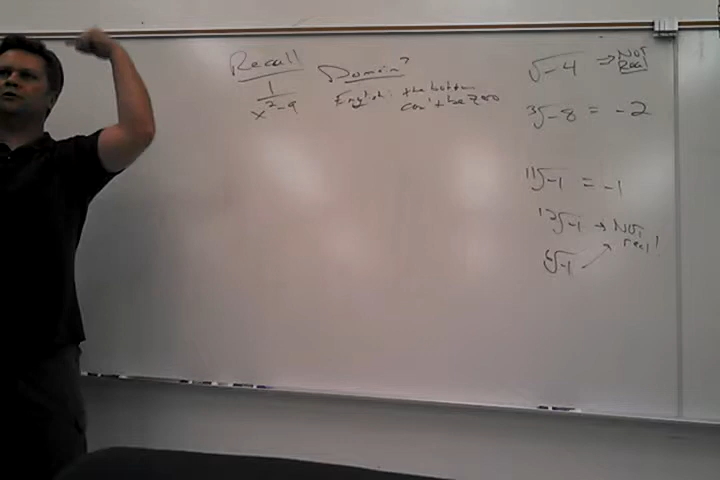 Recall
Domain?
1
x²-9
English: the bottom
can't be zero
√-4 ⇒ Not
Real
³√-8 = -2
¹¹√-1 = -1
¹²√-1 → Not
real!
⁶√-1